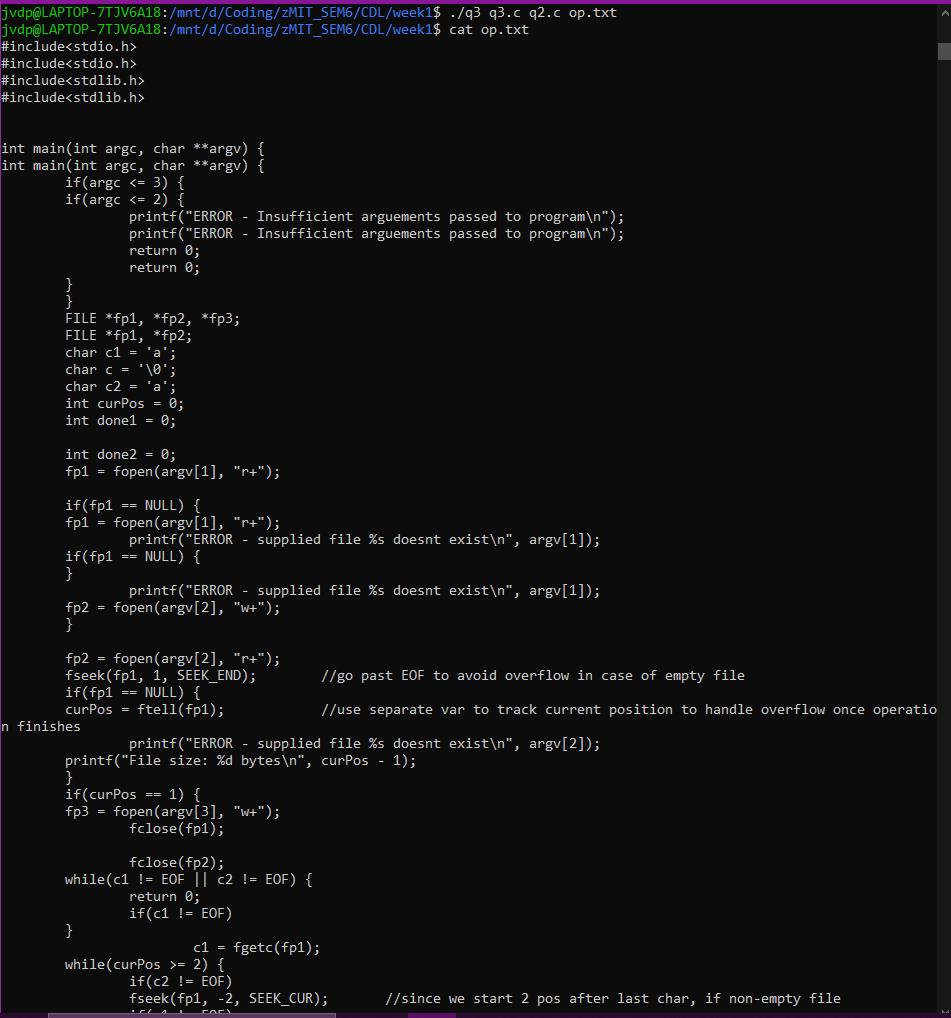 jvdp@LAPTOP-7TJV6A18:/mnt/d/Coding/zMIT_SEM6/CDL/week1$ ./q3 q3.c q2.c op.txt
jvdp@LAPTOP-7TJV6A18:/mnt/d/Coding/zMIT_SEM6/CDL/week1$ cat op.txt
#include<stdio.h>
#include<stdio.h>
#include<stdlib.h>
#include<stdlib.h>


int main(int argc, char **argv) {
int main(int argc, char **argv) {
        if(argc <= 3) {
        if(argc <= 2) {
                printf("ERROR - Insufficient arguements passed to program\n");
                printf("ERROR - Insufficient arguements passed to program\n");
                return 0;
                return 0;
        }
        }
        FILE *fp1, *fp2, *fp3;
        FILE *fp1, *fp2;
        char c1 = 'a';
        char c = '\0';
        char c2 = 'a';
        int curPos = 0;
        int done1 = 0;

        int done2 = 0;
        fp1 = fopen(argv[1], "r+");

        if(fp1 == NULL) {
        fp1 = fopen(argv[1], "r+");
                printf("ERROR - supplied file %s doesnt exist\n", argv[1]);
        if(fp1 == NULL) {
        }
                printf("ERROR - supplied file %s doesnt exist\n", argv[1]);
        fp2 = fopen(argv[2], "w+");
        }

        fp2 = fopen(argv[2], "r+");
        fseek(fp1, 1, SEEK_END);        //go past EOF to avoid overflow in case of empty file
        if(fp1 == NULL) {
        curPos = ftell(fp1);            //use separate var to track current position to handle overflow once operatio
n finishes
                printf("ERROR - supplied file %s doesnt exist\n", argv[2]);
        printf("File size: %d bytes\n", curPos - 1);
        }
        if(curPos == 1) {
        fp3 = fopen(argv[3], "w+");
                fclose(fp1);

                fclose(fp2);
        while(c1 != EOF || c2 != EOF) {
                return 0;
                if(c1 != EOF)
        }
                        c1 = fgetc(fp1);
        while(curPos >= 2) {
                if(c2 != EOF)
                fseek(fp1, -2, SEEK_CUR);       //since we start 2 pos after last char, if non-empty file